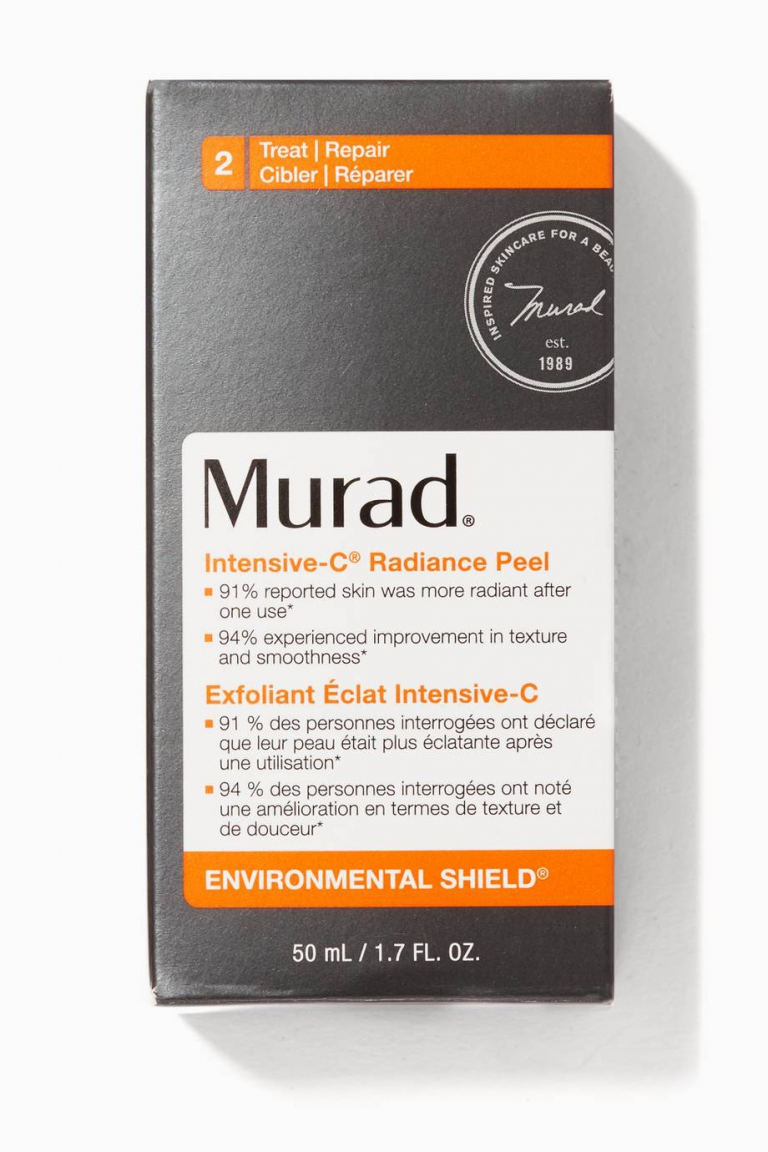 2
Treat | Repair
Cibler | Réparer
INSPIRED SKINCARE FOR A
Murad
est.
1989
Murad®
Intensive-C® Radiance Peel
▪ 91% reported skin was more radiant after
one use*
▪ 94% experienced improvement in texture
and smoothness*
Exfoliant Éclat Intensive-C
▪ 91 % des personnes interrogées ont déclaré
que leur peau était plus éclatante après
une utilisation*
▪ 94 % des personnes interrogées ont noté
une amélioration en termes de texture et
de douceur*
ENVIRONMENTAL SHIELD®
50 mL / 1.7 FL. OZ.